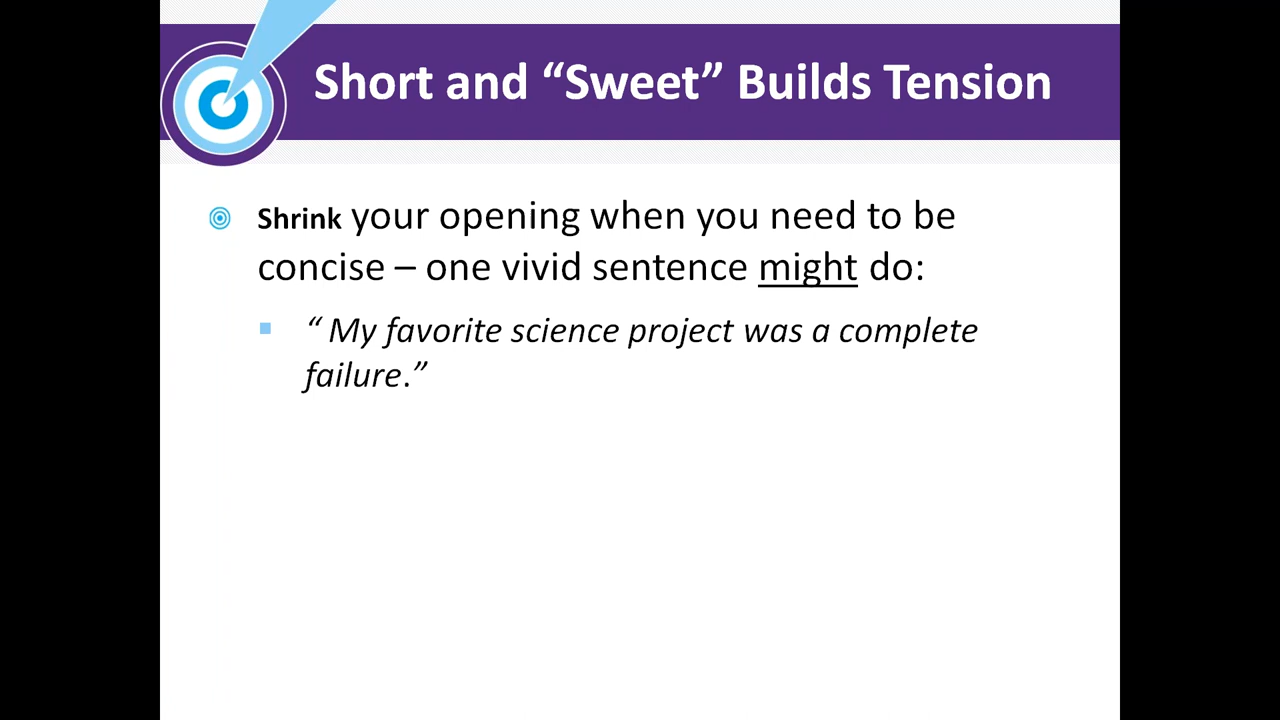 Short and “Sweet” Builds Tension
Shrink your opening when you need to be
concise – one vivid sentence might do:
“ My favorite science project was a complete
failure.”